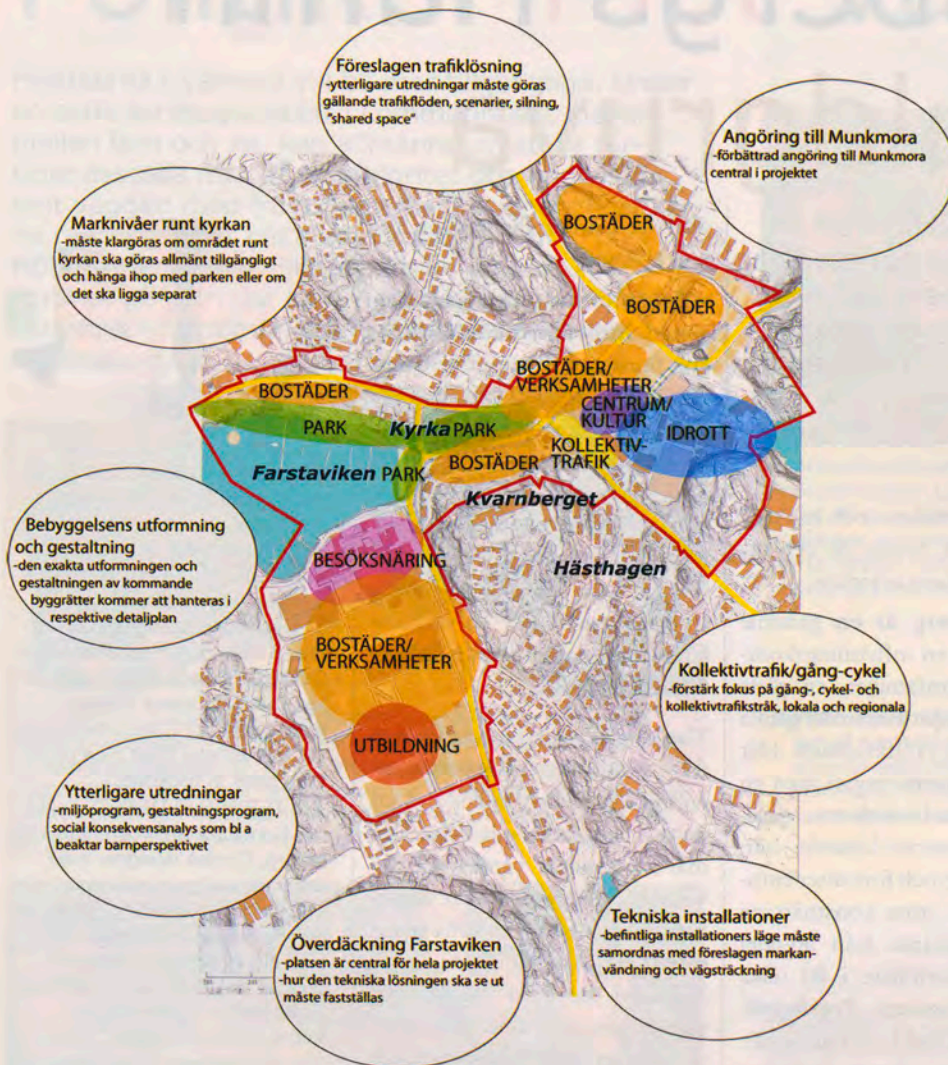 Föreslagen trafiklösning
-ytterligare utredningar måste göras
gällande trafikflöden, scenarier, silning,
"shared space"
Angöring till Munkmora
-förbättrad angöring till Munkmora
central i projektet
Marknivåer runt kyrkan
-måste klargöras om området runt
kyrkan ska göras allmänt tillgängligt
och hänga ihop med parken eller om
det ska ligga separat
BOSTÄDER
BOSTÄDER
BOSTÄDER/
VERKSAMHETER
CENTRUM/
KULTUR
IDROTT
BOSTÄDER
PARK
Kyrka PARK
KOLLEKTIV-
TRAFIK
BOSTÄDER
Farstaviken PARK
Kvarnberget
Hästhagen
BESÖKSNÄRING
BOSTÄDER/
VERKSAMHETER
UTBILDNING
Bebyggelsens utformning
och gestaltning
-den exakta utformningen och
gestaltningen av kommande
byggrätter kommer att hanteras i
respektive detaljplan
Kollektivtrafik/gång-cykel
-förstärk fokus på gång-, cykel- och
kollektivtrafikstråk, lokala och regionala
Ytterligare utredningar
-miljöprogram, gestaltningsprogram,
social konsekvensanalys som bl a
beaktar barnperspektivet
Överdäckning Farstaviken
-platsen är central för hela projektet
-hur den tekniska lösningen ska se ut
måste fastställas
Tekniska installationer
-befintliga installationers läge måste
samordnas med föreslagen markan-
vändning och vägsträckning